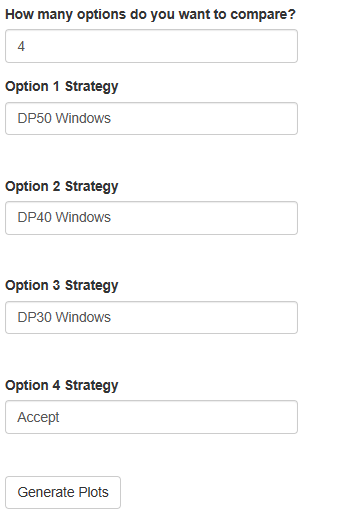 How many options do you want to compare?
4
Option 1 Strategy
DP50 Windows
Option 2 Strategy
DP40 Windows
Option 3 Strategy
DP30 Windows
Option 4 Strategy
Accept
Generate Plots